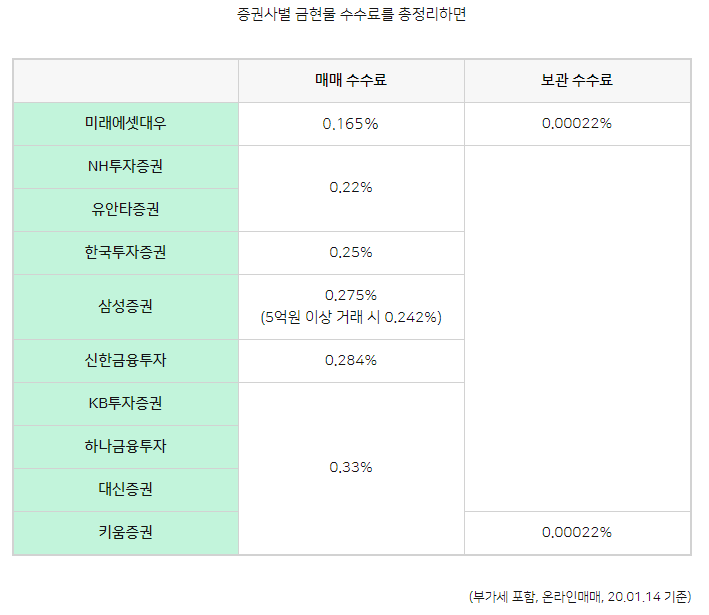 증권사별 금현물 수수료를 총정리하면
매매 수수료 보관 수수료
미래에셋대우 0.165% 0.00022%
NH투자증권
0.22%
유안타증권
한국투자증권 0.25%
삼성증권 0.275%
(5억원 이상 거래 시 0.242%)
신한금융투자 0.284%
KB투자증권
하나금융투자
0.33%
대신증권
키움증권 0.00022%
(부가세 포함, 온라인매매, 20.01.14 기준)